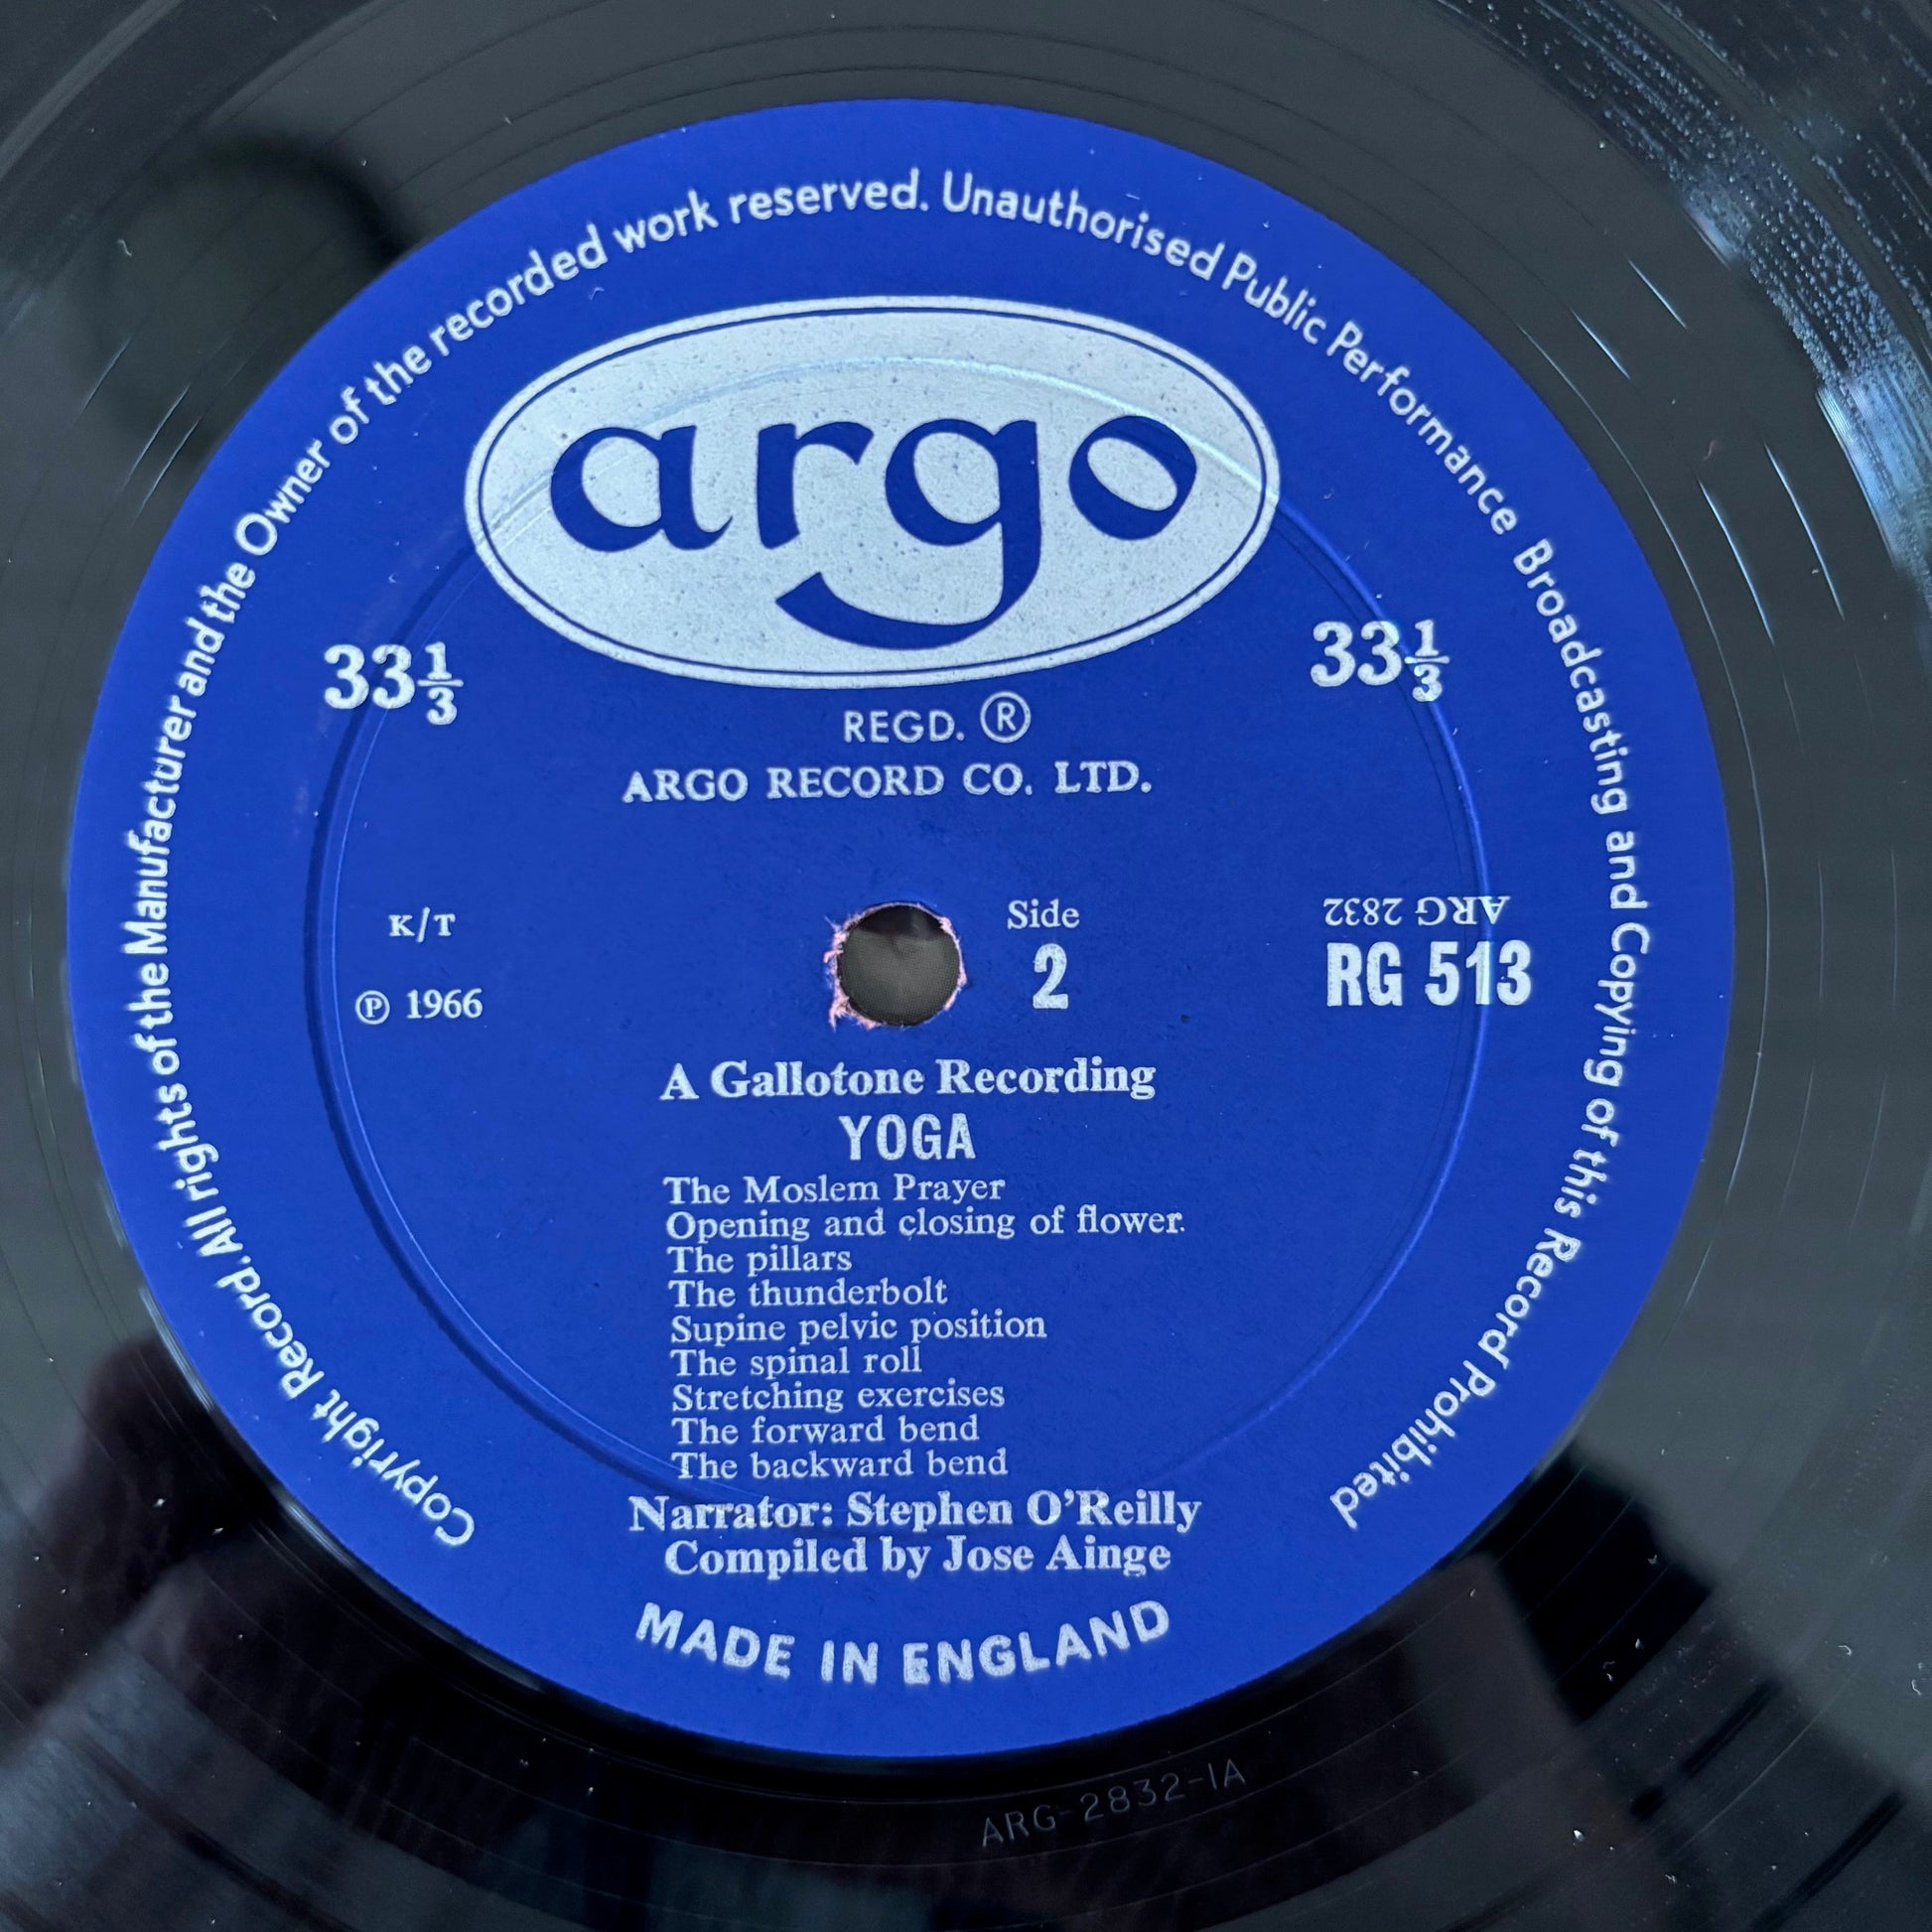 Copyright Record. All rights of the Manufacturer and the Owner of the recorded work reserved. Unauthorised Public Performance Broadcasting and Copying of this Record Prohibited
argo
33 1/3
33 1/3
REGD. ®
ARGO RECORD CO. LTD.
K/T
℗ 1966
Side
2
ARG 2832
RG 513
A Gallotone Recording
YOGA
The Moslem Prayer
Opening and closing of flower.
The pillars
The thunderbolt
Supine pelvic position
The spinal roll
Stretching exercises
The forward bend
The backward bend
Narrator: Stephen O'Reilly
Compiled by Jose Ainge
MADE IN ENGLAND
ARG-2832-1A